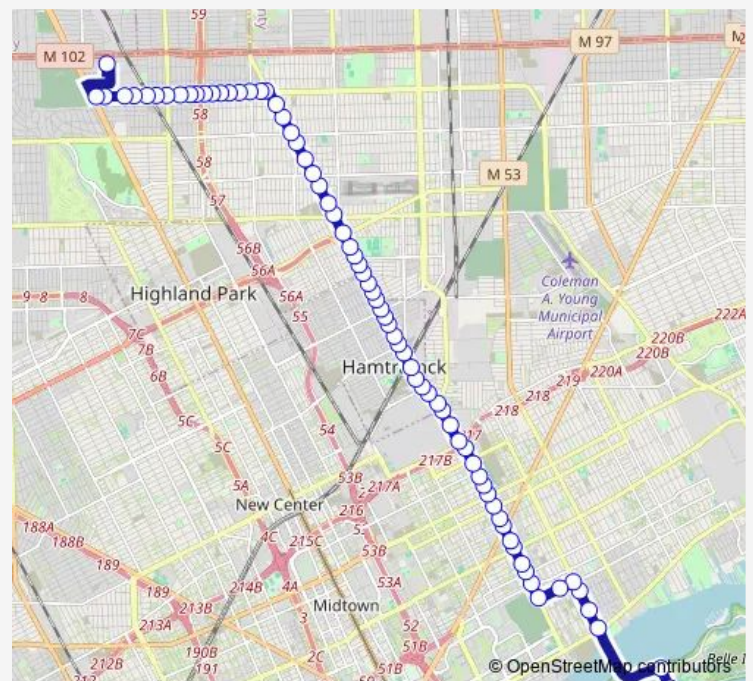 59
M 102
M 97
58
58
M 53
57
56B
56A
Coleman
A. Young
Municipal
Airport
Highland Park
9
8
8
56A
55
7C
7B
6B
222A
220B
220B
220A
219
Hamtramck
218
218
5C
5C
54
217B
5A
53B
217A
New Center
216
188A
188B
4C
215C
53B
189
189
214B
4A
53A
213B
213A
Midtown
3
52
190B
2C
51B
212B
191
51B
© OpenStreetMap contributors